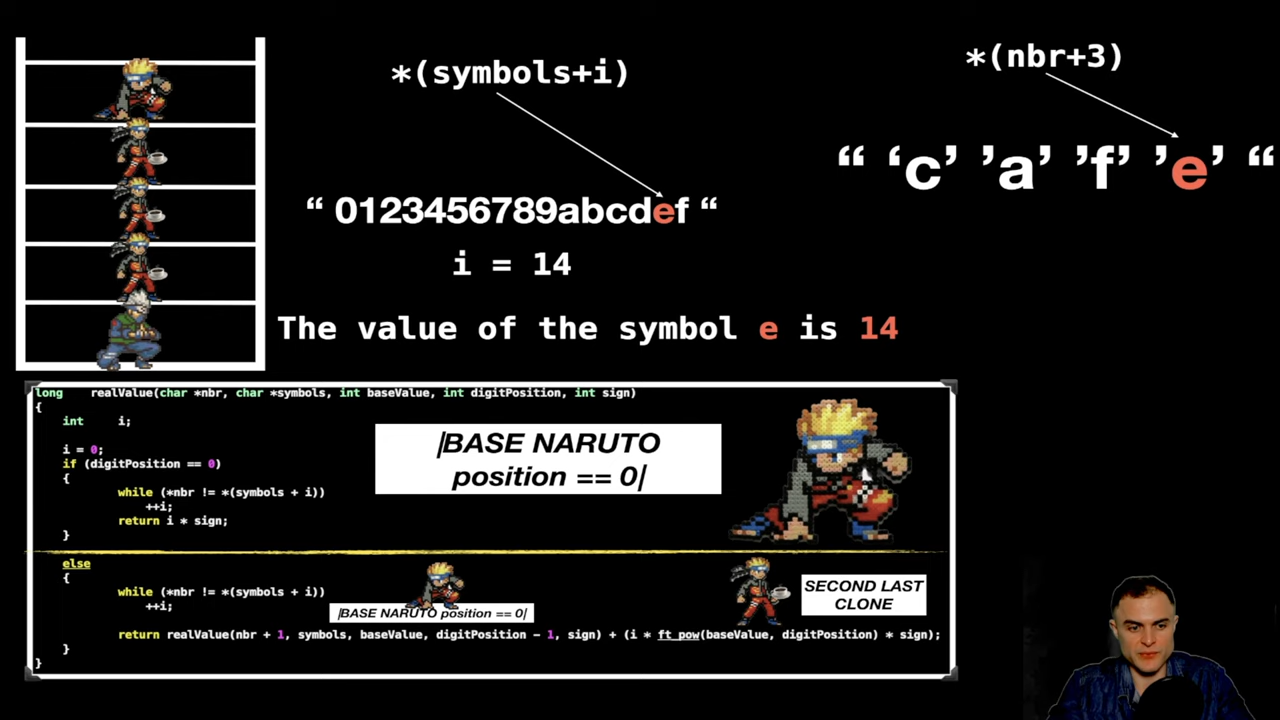 *(symbols+i)
*(nbr+3)
“ ‘c’ ’a’ ’f’ ’e’ “
“ 0123456789abcdef “
i = 14
The value of the symbol e is 14
long    realValue(char *nbr, char *symbols, int baseValue, int digitPosition, int sign)
{
int     i;
i = 0;
if (digitPosition == 0)
{
while (*nbr != *(symbols + i))
++i;
return i * sign;
}
|BASE NARUTO
position == 0|
else
{
while (*nbr != *(symbols + i))
++i;
|BASE NARUTO position == 0|
SECOND LAST
CLONE
return realValue(nbr + 1, symbols, baseValue, digitPosition - 1, sign) + (i * ft_pow(baseValue, digitPosition) * sign);
}
}